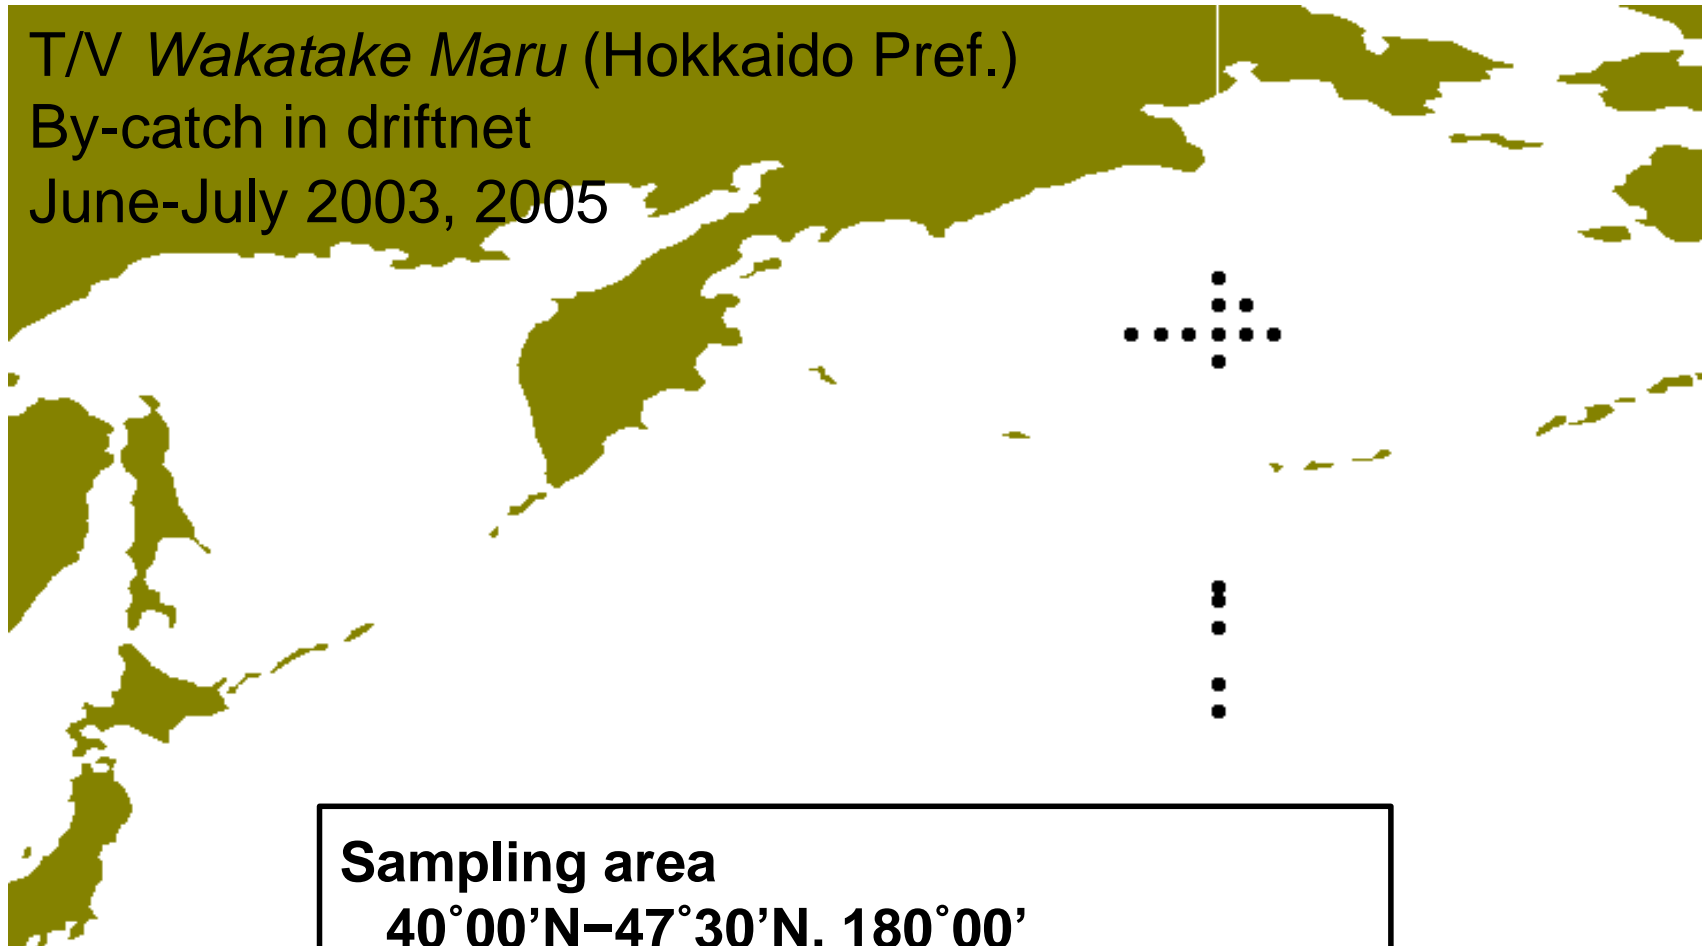 T/V Wakatake Maru (Hokkaido Pref.)
By-catch in driftnet
June-July 2003, 2005
Sampling area
40˚00’N−47˚30’N, 180˚00’